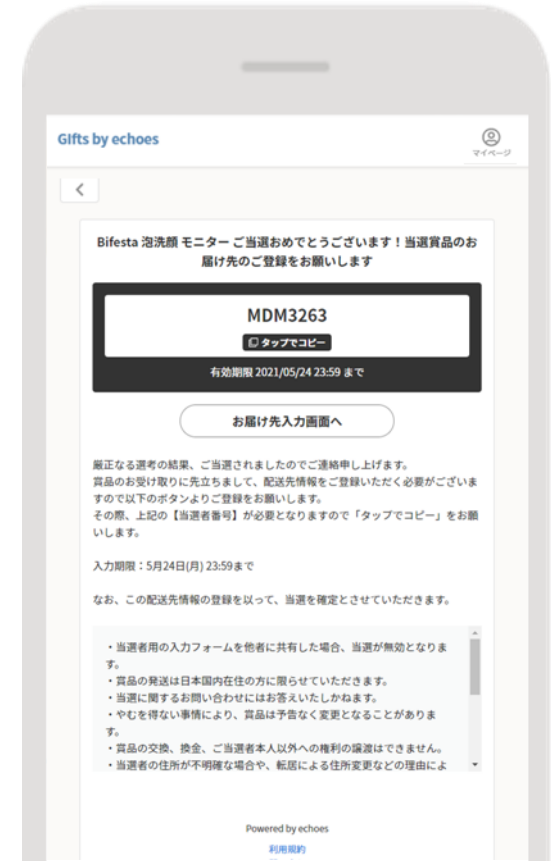 GIfts by echoes
マイページ
Bifesta 泡洗顔 モニター ご当選おめでとうございます！当選賞品のお
届け先のご登録をお願いします
MDM3263
タップでコピー
有効期限 2021/05/24 23:59 まで
お届け先入力画面へ
厳正なる選考の結果、ご当選されましたのでご連絡申し上げます。
賞品のお受け取りに先立ちまして、配送先情報をご登録いただく必要がございま
すので以下のボタンよりご登録をお願いします。
その際、上記の【当選者番号】が必要となりますので「タップでコピー」をお願
いします。
入力期限：5月24日(月) 23:59まで
なお、この配送先情報の登録を以って、当選を確定とさせていただきます。
・当選者用の入力フォームを他者に共有した場合、当選が無効となりま
す。
・賞品の発送は日本国内在住の方に限らせていただきます。
・当選に関するお問い合わせにはお答えいたしかねます。
・やむを得ない事情により、賞品は予告なく変更となることがありま
す。
・賞品の交換、換金、ご当選者本人以外への権利の譲渡はできません。
・当選者の住所が不明確な場合や、転居による住所変更などの理由によ
Powered by echoes
利用規約